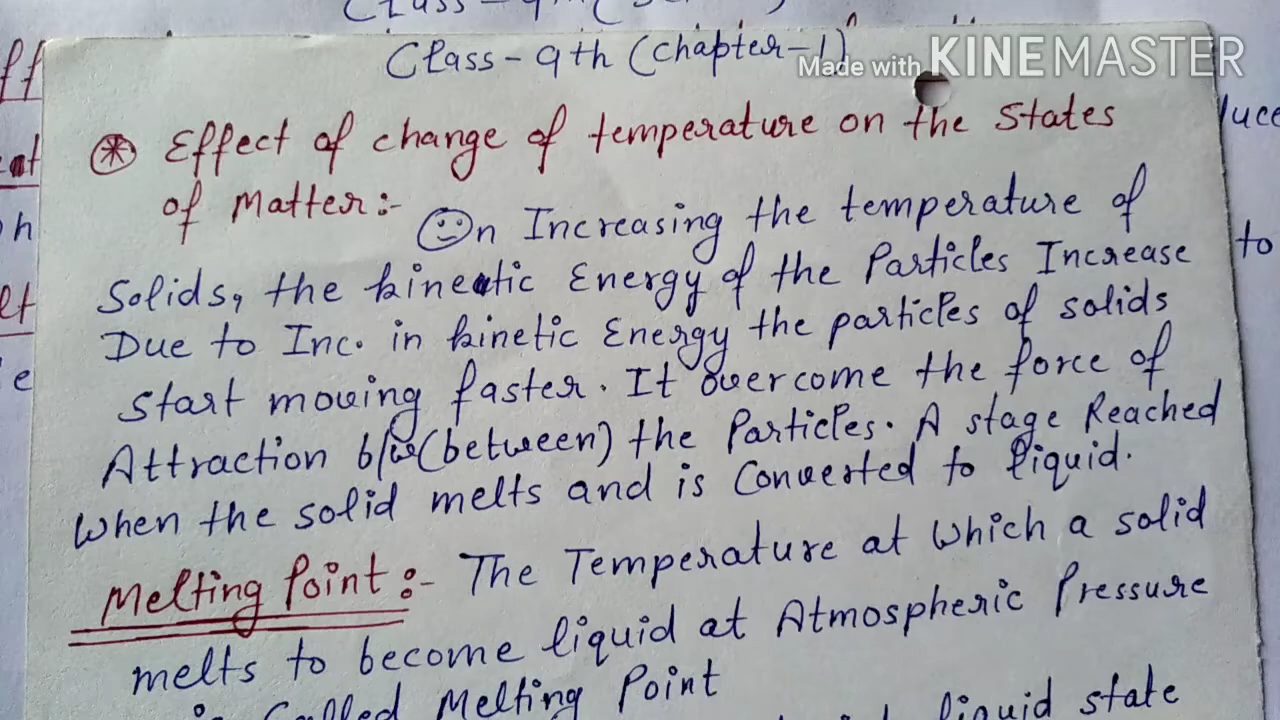 Class - 9th (chapter-1)
Made with KINEMASTER
Effect of change of temperature on the States
of Matter:-
On Increasing the temperature of
Solids, the kinetic Energy of the Particles Increase
Due to Inc. in kinetic Energy the particles of solids
start moving faster. It overcome the force of
Attraction b/w (between) the Particles. A stage Reached
When the solid melts and is Converted to liquid.
Melting Point:- The Temperature at which a solid
melts to become liquid at Atmospheric Pressure
is Called Melting Point
liquid state
uce
to